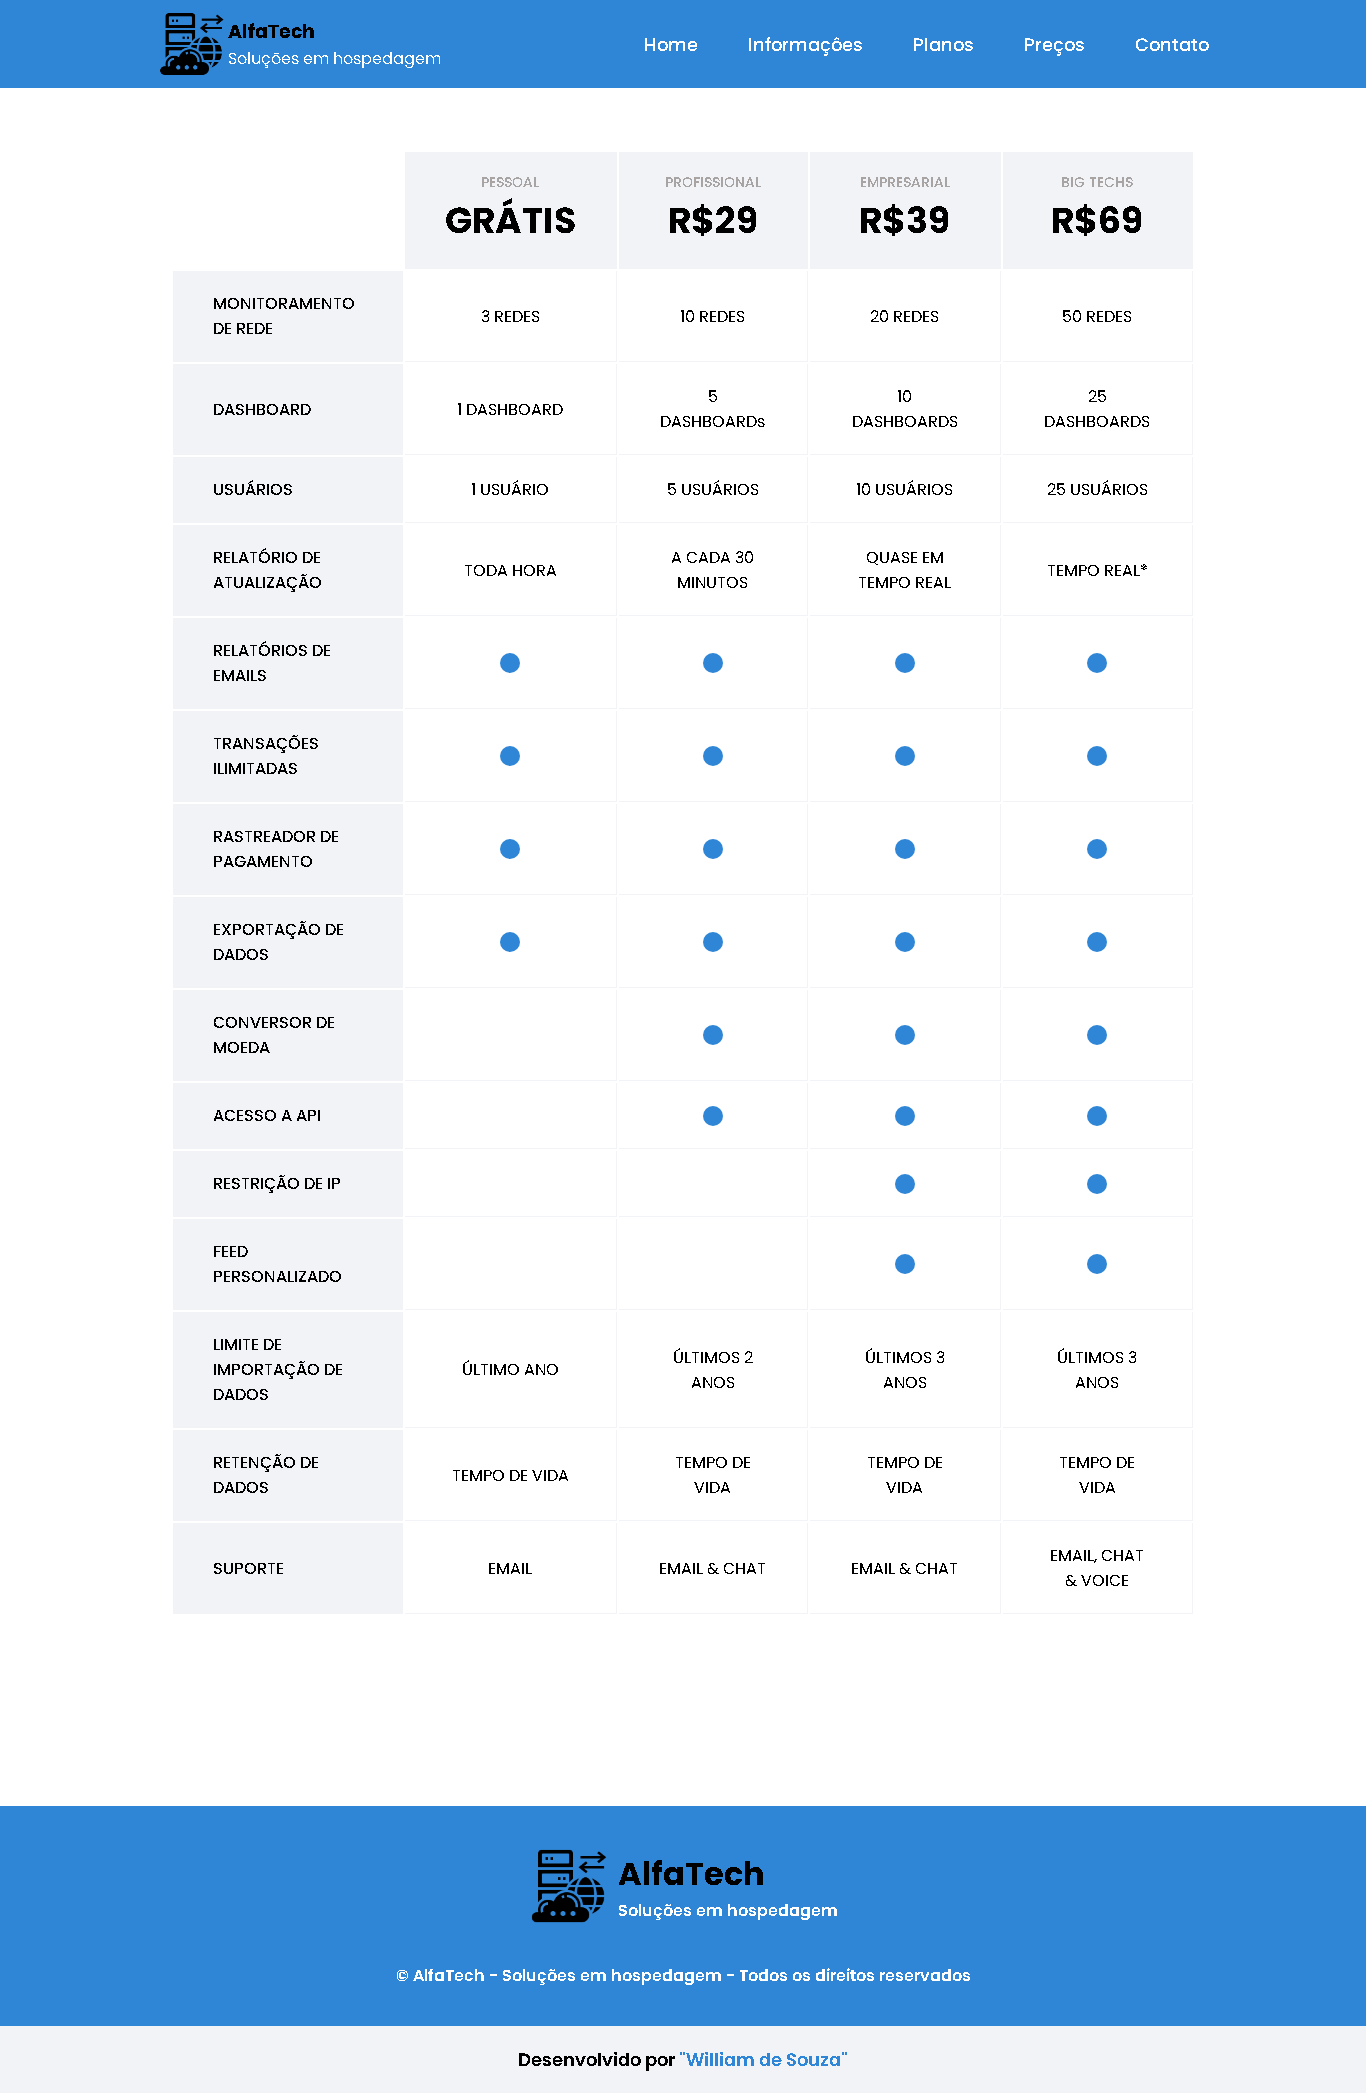 AlfaTech
Soluções em hospedagem
Home Informações Planos Preços Contato
PESSOAL PROFISSIONAL EMPRESARIAL BIG TECHS
GRÁTIS R$29 R$39 R$69
MONITORAMENTO
DE REDE
3 REDES 10 REDES 20 REDES 50 REDES
DASHBOARD
1 DASHBOARD
5
DASHBOARDs
10
DASHBOARDS
25
DASHBOARDS
USUÁRIOS 1 USUÁRIO 5 USUÁRIOS 10 USUÁRIOS 25 USUÁRIOS
RELATÓRIO DE
ATUALIZAÇÃO
TODA HORA
A CADA 30
MINUTOS
QUASE EM
TEMPO REAL
TEMPO REAL*
RELATÓRIOS DE
EMAILS
TRANSAÇÕES
ILIMITADAS
RASTREADOR DE
PAGAMENTO
EXPORTAÇÃO DE
DADOS
CONVERSOR DE
MOEDA
ACESSO A API
RESTRIÇÃO DE IP
FEED
PERSONALIZADO
LIMITE DE
IMPORTAÇÃO DE
DADOS
ÚLTIMO ANO
ÚLTIMOS 2
ANOS
ÚLTIMOS 3
ANOS
ÚLTIMOS 3
ANOS
RETENÇÃO DE
DADOS
TEMPO DE VIDA
TEMPO DE
VIDA
TEMPO DE
VIDA
TEMPO DE
VIDA
SUPORTE
EMAIL
EMAIL & CHAT
EMAIL & CHAT
EMAIL, CHAT
& VOICE
AlfaTech
Soluções em hospedagem
© AlfaTech - Soluções em hospedagem - Todos os direitos reservados
Desenvolvido por "William de Souza"